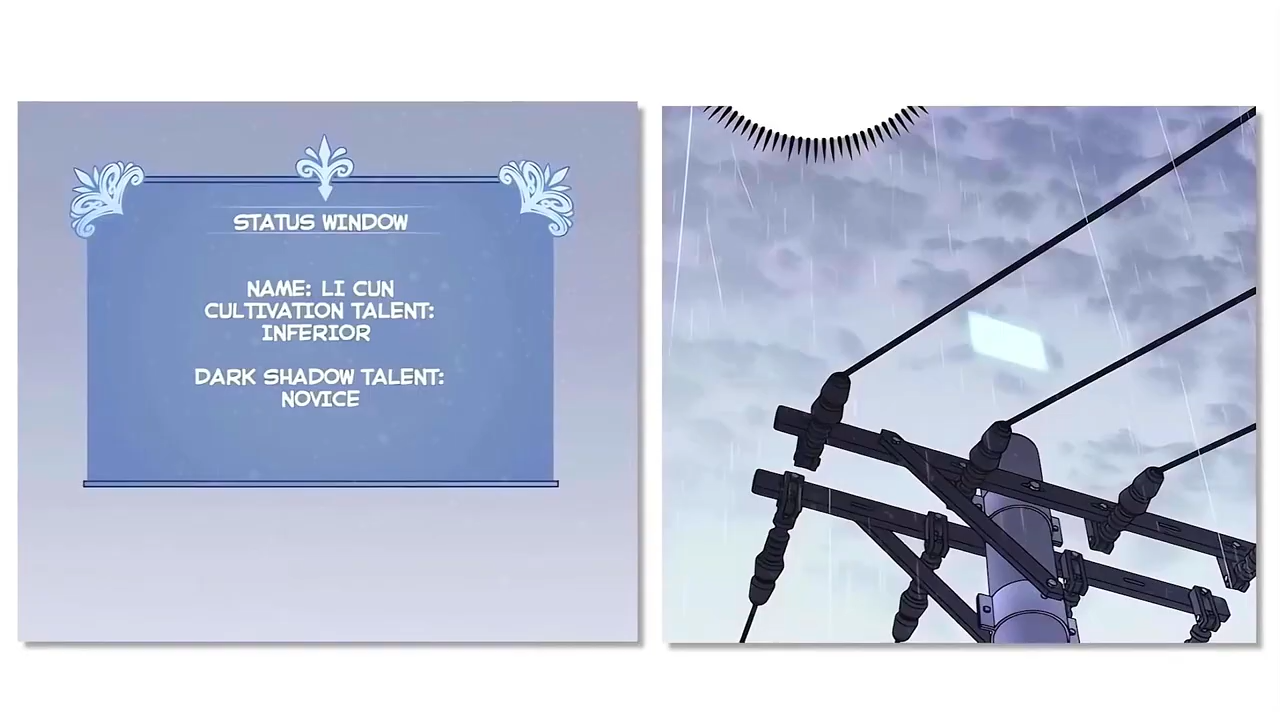 STATUS WINDOW
NAME: LI CUN
CULTIVATION TALENT:
INFERIOR
DARK SHADOW TALENT:
NOVICE